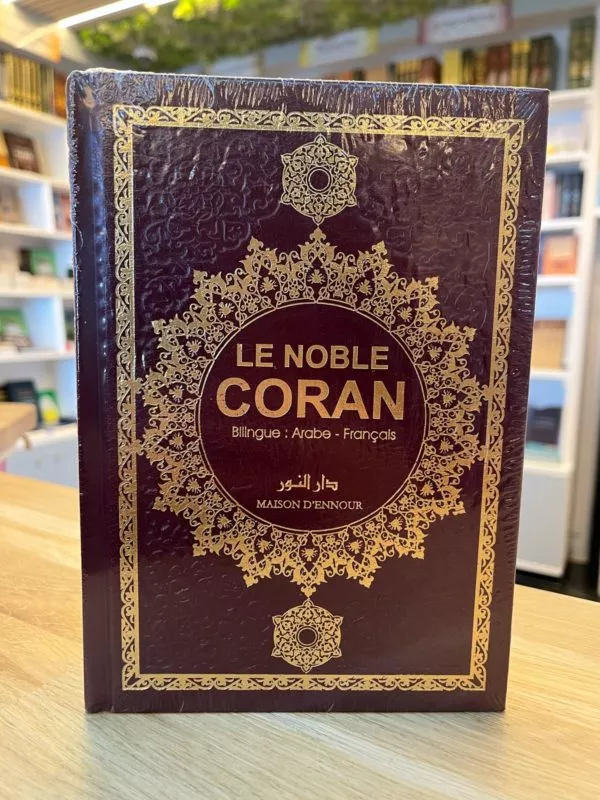 LE NOBLE
CORAN
Bilingue : Arabe - Français
دار النور
MAISON D'ENNOUR